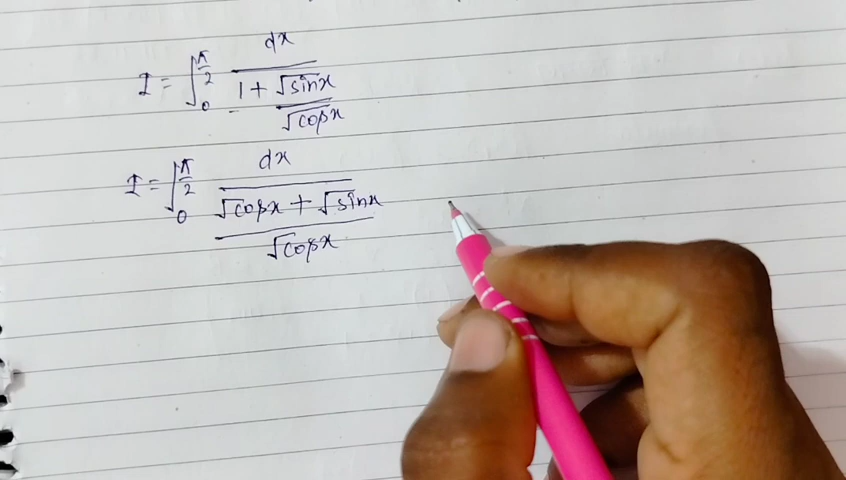 I = ∫₀^(π/2) dx / (1 + √sinx / √cosx)
I = ∫₀^(π/2) dx / ((√cosx + √sinx) / √cosx)